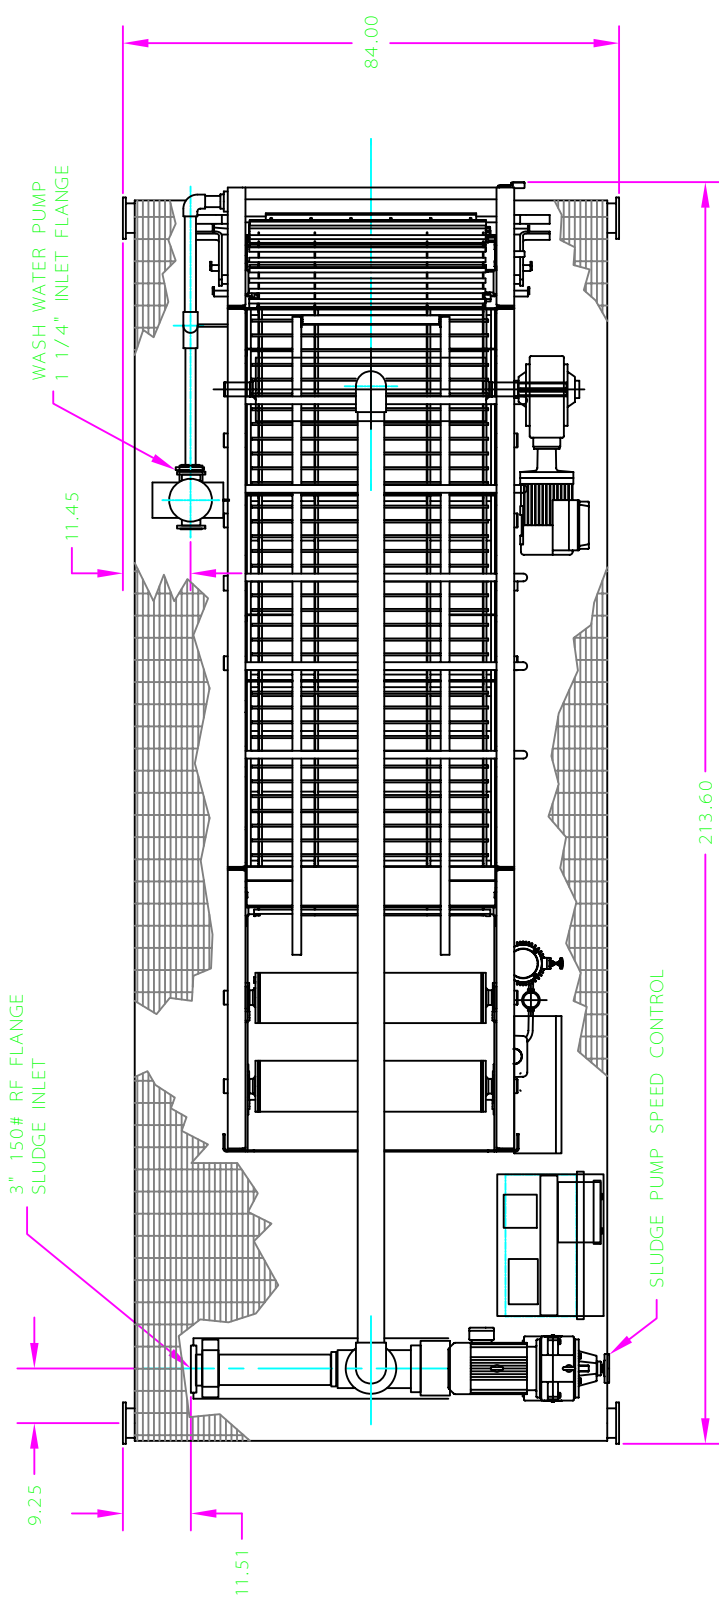 84.00
WASH WATER PUMP
1 1/4" INLET FLANGE
11.45
213.60
3" 150# RF FLANGE
SLUDGE INLET
SLUDGE PUMP SPEED CONTROL
9.25
11.51